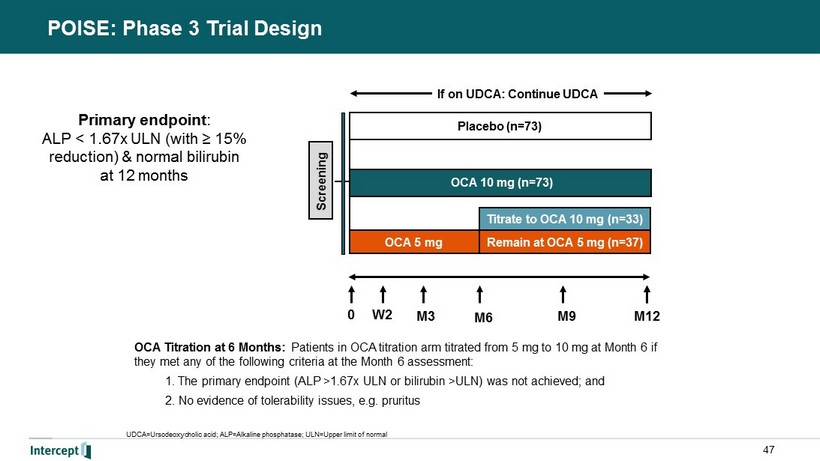 POISE: Phase 3 Trial Design
If on UDCA: Continue UDCA
Primary endpoint:
ALP < 1.67x ULN (with ≥ 15%
reduction) & normal bilirubin
at 12 months
Screening
Placebo (n=73)
OCA 10 mg (n=73)
Titrate to OCA 10 mg (n=33)
OCA 5 mg
Remain at OCA 5 mg (n=37)
0 W2 M3 M6 M9 M12
OCA Titration at 6 Months: Patients in OCA titration arm titrated from 5 mg to 10 mg at Month 6 if
they met any of the following criteria at the Month 6 assessment:
1. The primary endpoint (ALP >1.67x ULN or bilirubin >ULN) was not achieved; and
2. No evidence of tolerability issues, e.g. pruritus
UDCA=Ursodeoxycholic acid; ALP=Alkaline phosphatase; ULN=Upper limit of normal
Intercept
47